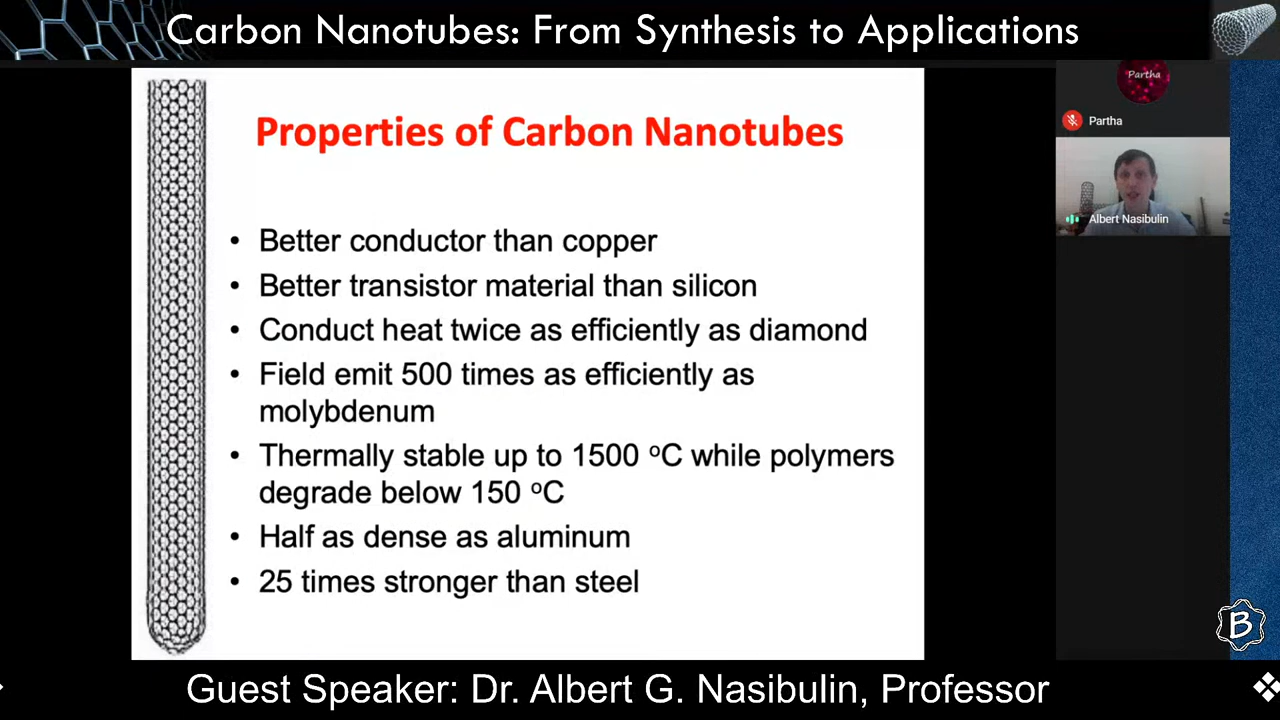 Carbon Nanotubes: From Synthesis to Applications
Partha
Partha
Albert Nasibulin
Properties of Carbon Nanotubes
• Better conductor than copper
• Better transistor material than silicon
• Conduct heat twice as efficiently as diamond
• Field emit 500 times as efficiently as
molybdenum
• Thermally stable up to 1500 ºC while polymers
degrade below 150 ºC
• Half as dense as aluminum
• 25 times stronger than steel
B
Guest Speaker: Dr. Albert G. Nasibulin, Professor